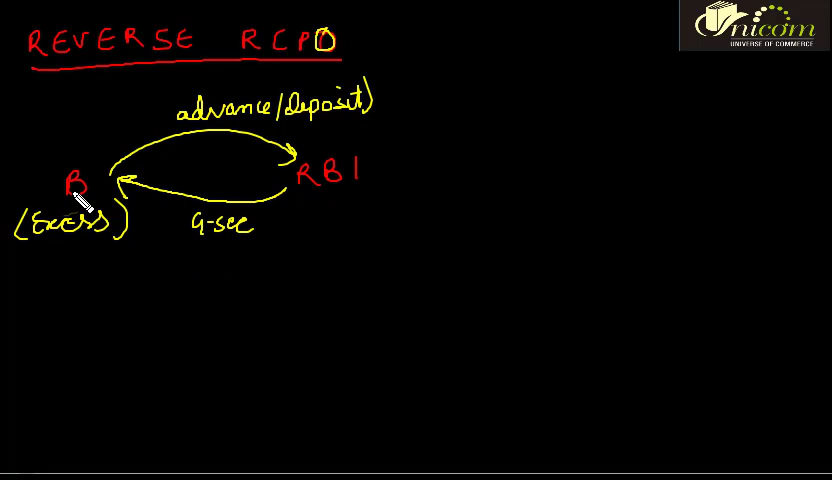 REVERSE REPO
Unicom
UNIVERSE OF COMMERCE
advance/deposit)
B
RBI
(Excess)
G-sec